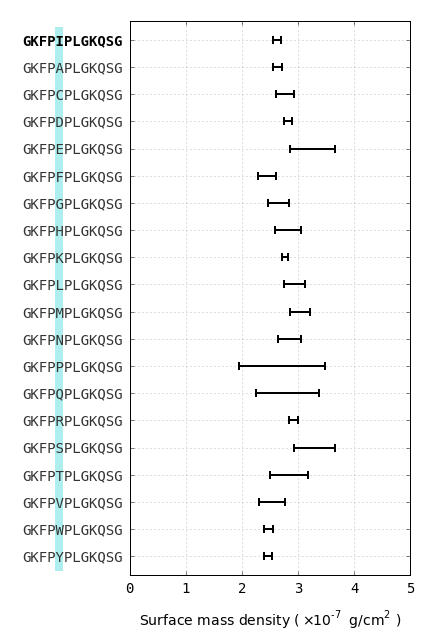 GKFPIPLGKQSG
GKFPAPLGKQSG
GKFPCPLGKQSG
GKFPDPLGKQSG
GKFPEPLGKQSG
GKFPFPLGKQSG
GKFPGPLGKQSG
GKFPHPLGKQSG
GKFPKPLGKQSG
GKFPLPLGKQSG
GKFPMPLGKQSG
GKFPNPLGKQSG
GKFPPPLGKQSG
GKFPQPLGKQSG
GKFPRPLGKQSG
GKFPSPLGKQSG
GKFPTPLGKQSG
GKFPVPLGKQSG
GKFPWPLGKQSG
GKFPYPLGKQSG
0 1 2 3 4 5
Surface mass density ( ×10⁻⁷ g/cm² )